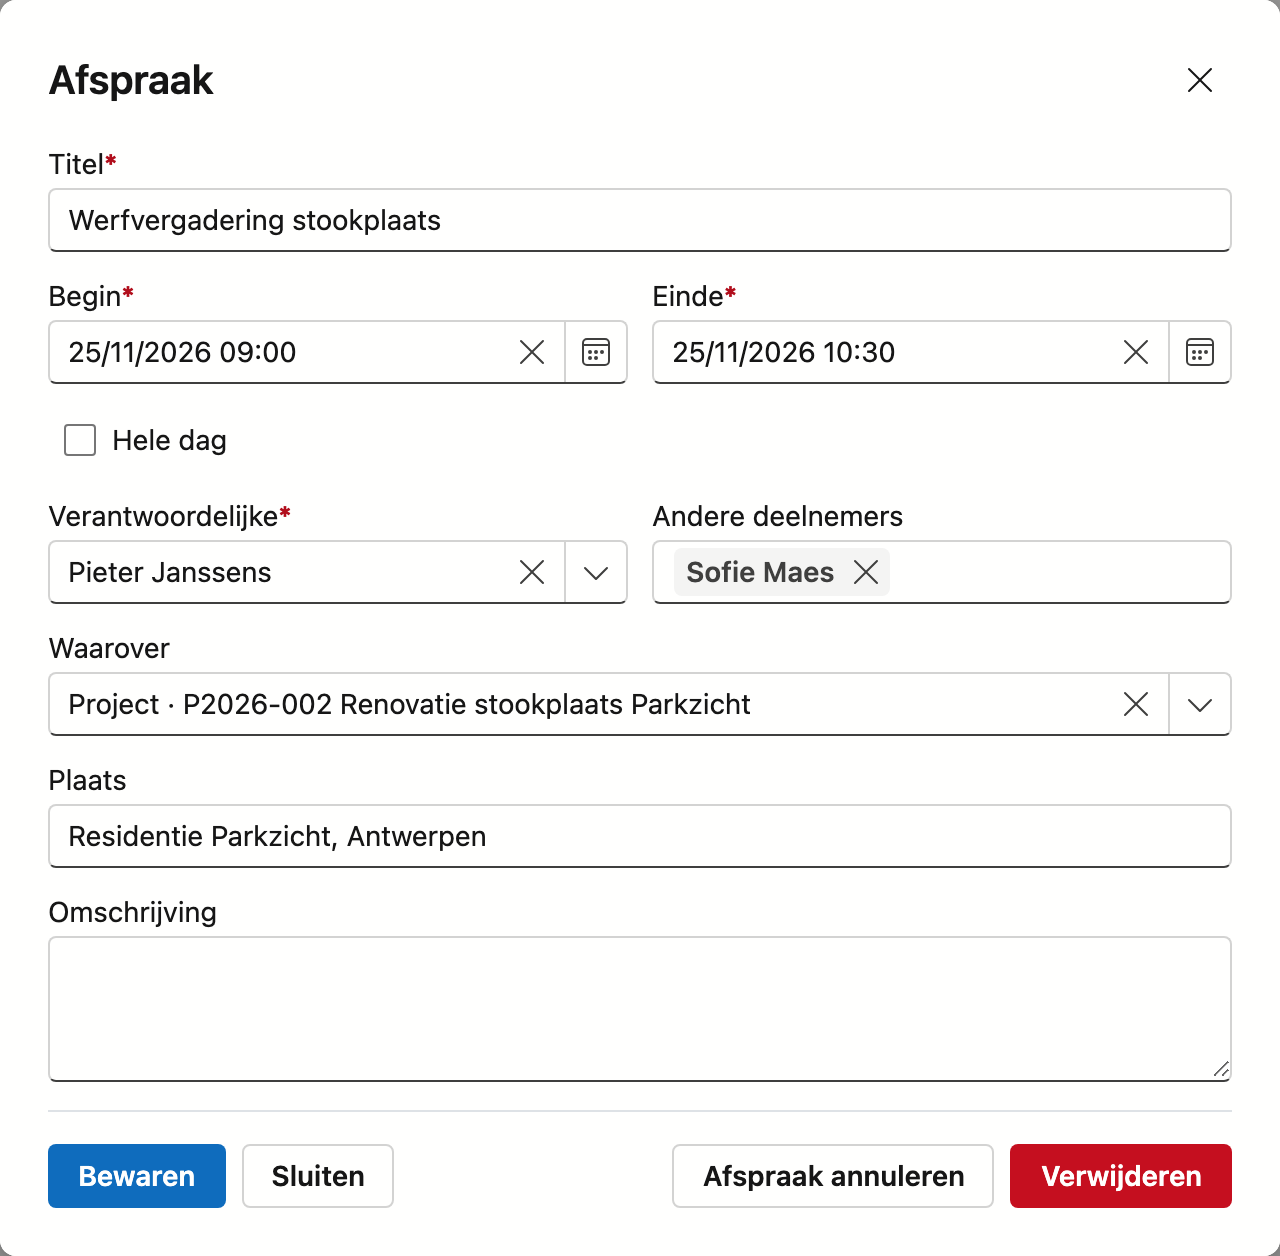 Afspraak
Titel*
Werfvergadering stookplaats
Begin* Einde*
25/11/2026 09:00 25/11/2026 10:30
Hele dag
Verantwoordelijke* Andere deelnemers
Pieter Janssens Sofie Maes
Waarover
Project · P2026-002 Renovatie stookplaats Parkzicht
Plaats
Residentie Parkzicht, Antwerpen
Omschrijving
Bewaren Sluiten Afspraak annuleren Verwijderen